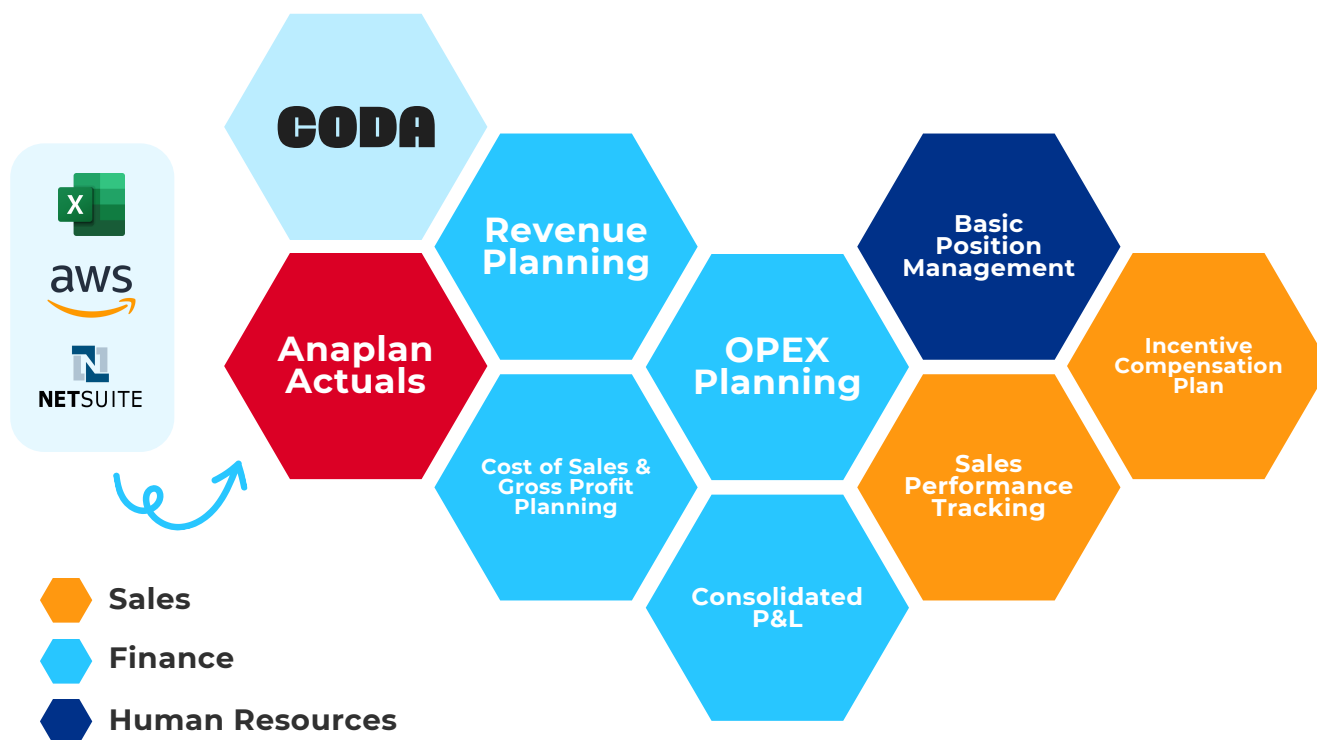 CODA
X
aws
NETSUITE
Anaplan
Actuals
Revenue
Planning
Cost of Sales &
Gross Profit
Planning
OPEX
Planning
Consolidated
P&L
Basic
Position
Management
Sales
Performance
Tracking
Incentive
Compensation
Plan
Sales
Finance
Human Resources